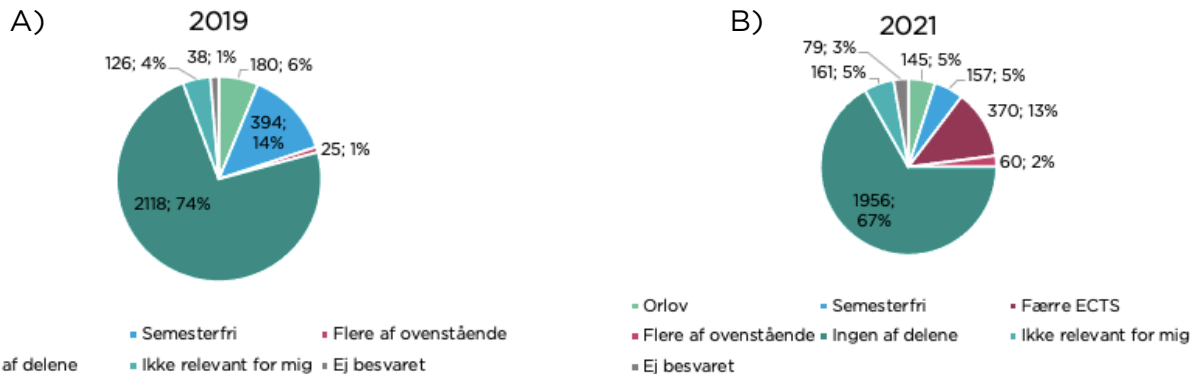 A)
2019
126; 4%
38; 1%
180; 6%
394;
14%
25; 1%
2118; 74%
Semesterfri
Flere af ovenstående
af delene
Ikke relevant for mig
Ej besvaret
B)
2021
79; 3%
145; 5%
161; 5%
157; 5%
370; 13%
60; 2%
1956;
67%
Orlov
Semesterfri
Færre ECTS
Flere af ovenstående
Ingen af delene
Ikke relevant for mig
Ej besvaret